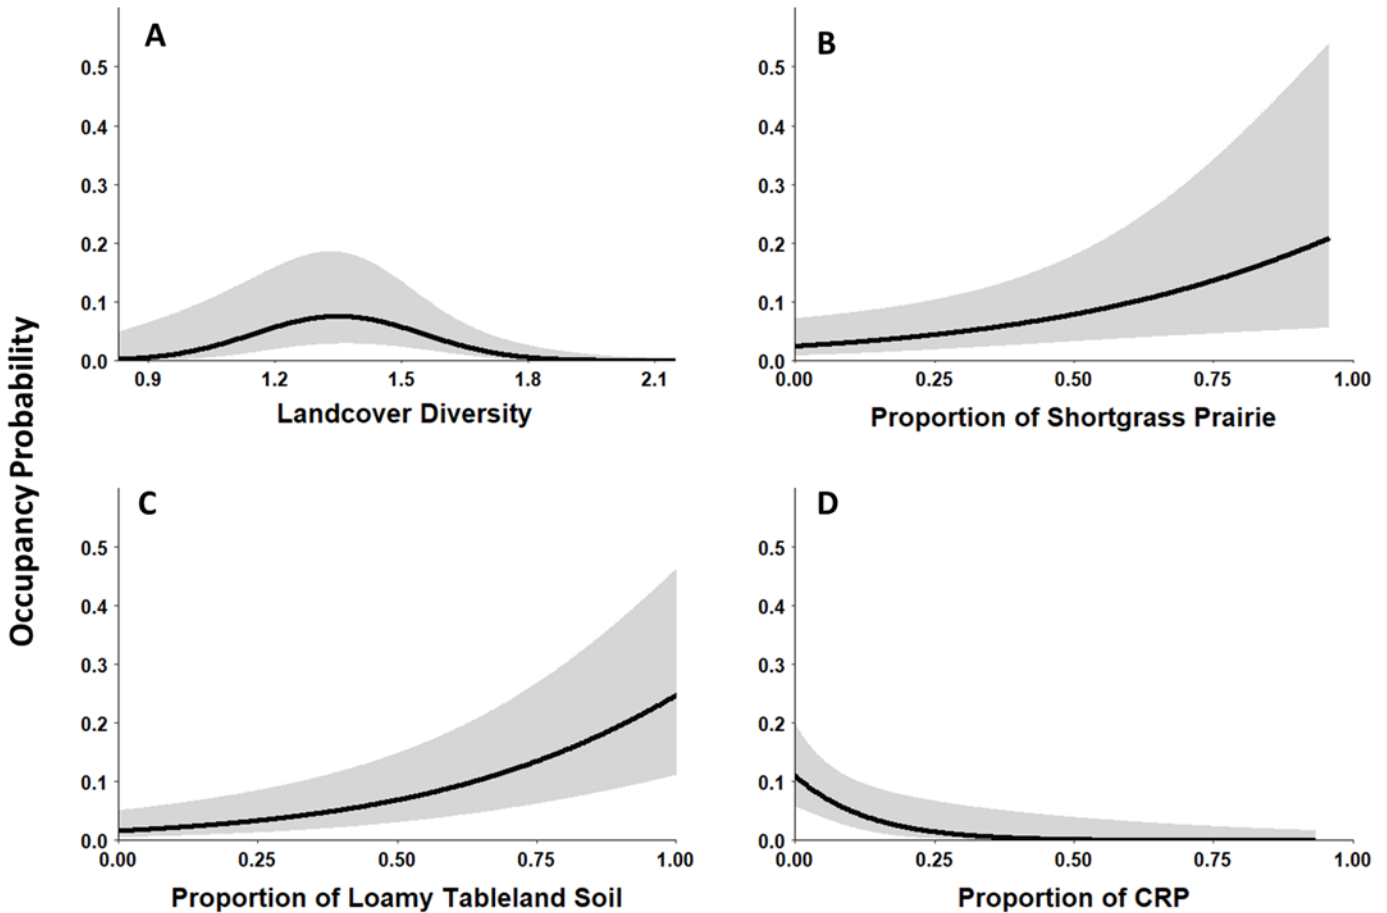 Occupancy Probability
A
0.5
0.4
0.3
0.2
0.1
0.0
0.9 1.2 1.5 1.8 2.1
Landcover Diversity
B
0.5
0.4
0.3
0.2
0.1
0.0
0.00 0.25 0.50 0.75 1.00
Proportion of Shortgrass Prairie
C
0.5
0.4
0.3
0.2
0.1
0.0
0.00 0.25 0.50 0.75 1.00
Proportion of Loamy Tableland Soil
D
0.5
0.4
0.3
0.2
0.1
0.0
0.00 0.25 0.50 0.75 1.00
Proportion of CRP